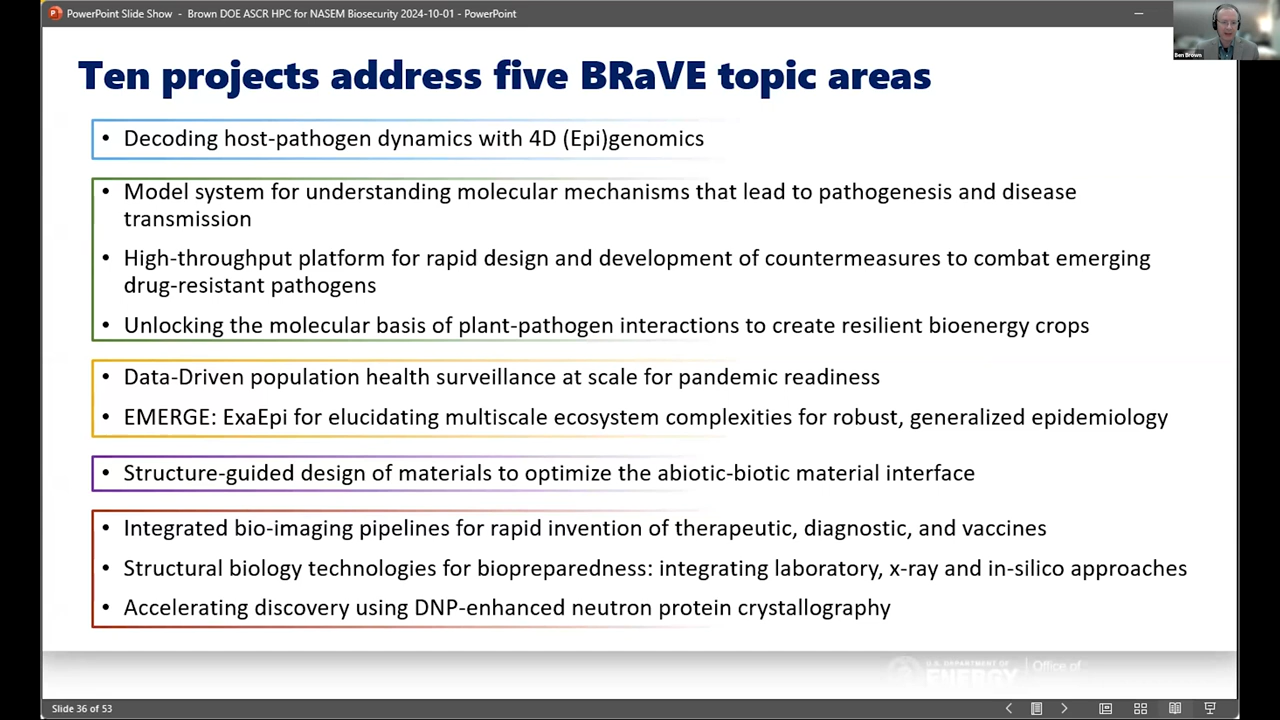 PowerPoint Slide Show - Brown DOE ASCR HPC for NASEM Biosecurity 2024-10-01 - PowerPoint
Ben Brown
Ten projects address five BRaVE topic areas
• Decoding host-pathogen dynamics with 4D (Epi)genomics
• Model system for understanding molecular mechanisms that lead to pathogenesis and disease
transmission
• High-throughput platform for rapid design and development of countermeasures to combat emerging
drug-resistant pathogens
• Unlocking the molecular basis of plant-pathogen interactions to create resilient bioenergy crops
• Data-Driven population health surveillance at scale for pandemic readiness
• EMERGE: ExaEpi for elucidating multiscale ecosystem complexities for robust, generalized epidemiology
• Structure-guided design of materials to optimize the abiotic-biotic material interface
• Integrated bio-imaging pipelines for rapid invention of therapeutic, diagnostic, and vaccines
• Structural biology technologies for biopreparedness: integrating laboratory, x-ray and in-silico approaches
• Accelerating discovery using DNP-enhanced neutron protein crystallography
U.S. DEPARTMENT OF
ENERGY
Office of
Slide 36 of 53